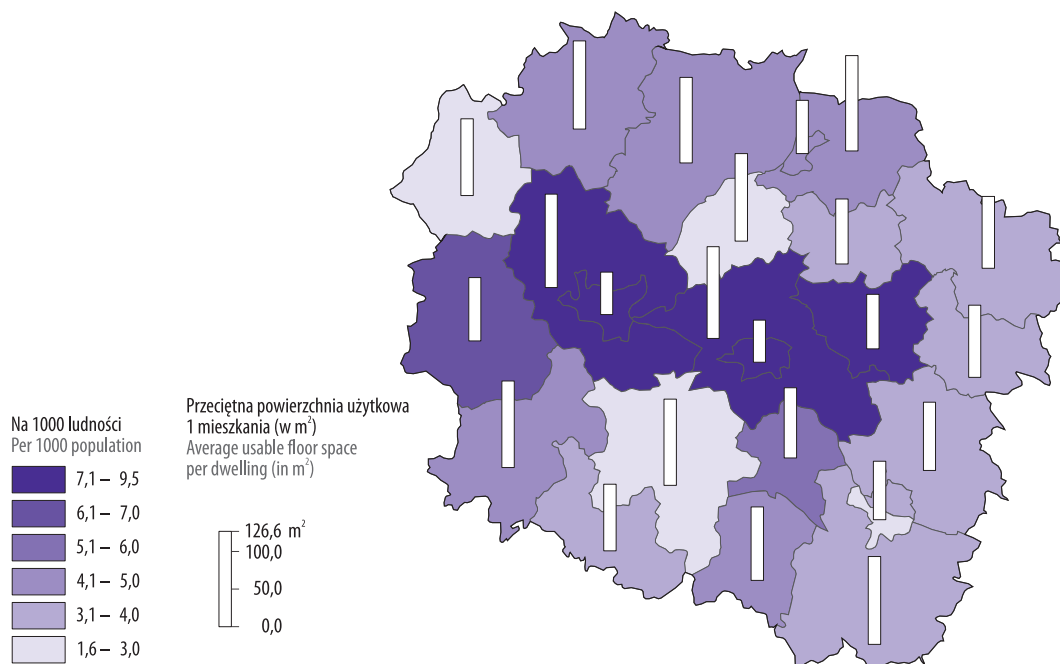 Na 1000 ludności
Per 1000 population
7,1 – 9,5
6,1 – 7,0
5,1 – 6,0
4,1 – 5,0
3,1 – 4,0
1,6 – 3,0
Przeciętna powierzchnia użytkowa
1 mieszkania (w m²)
Average usable floor space
per dwelling (in m²)
126,6 m²
100,0
50,0
0,0